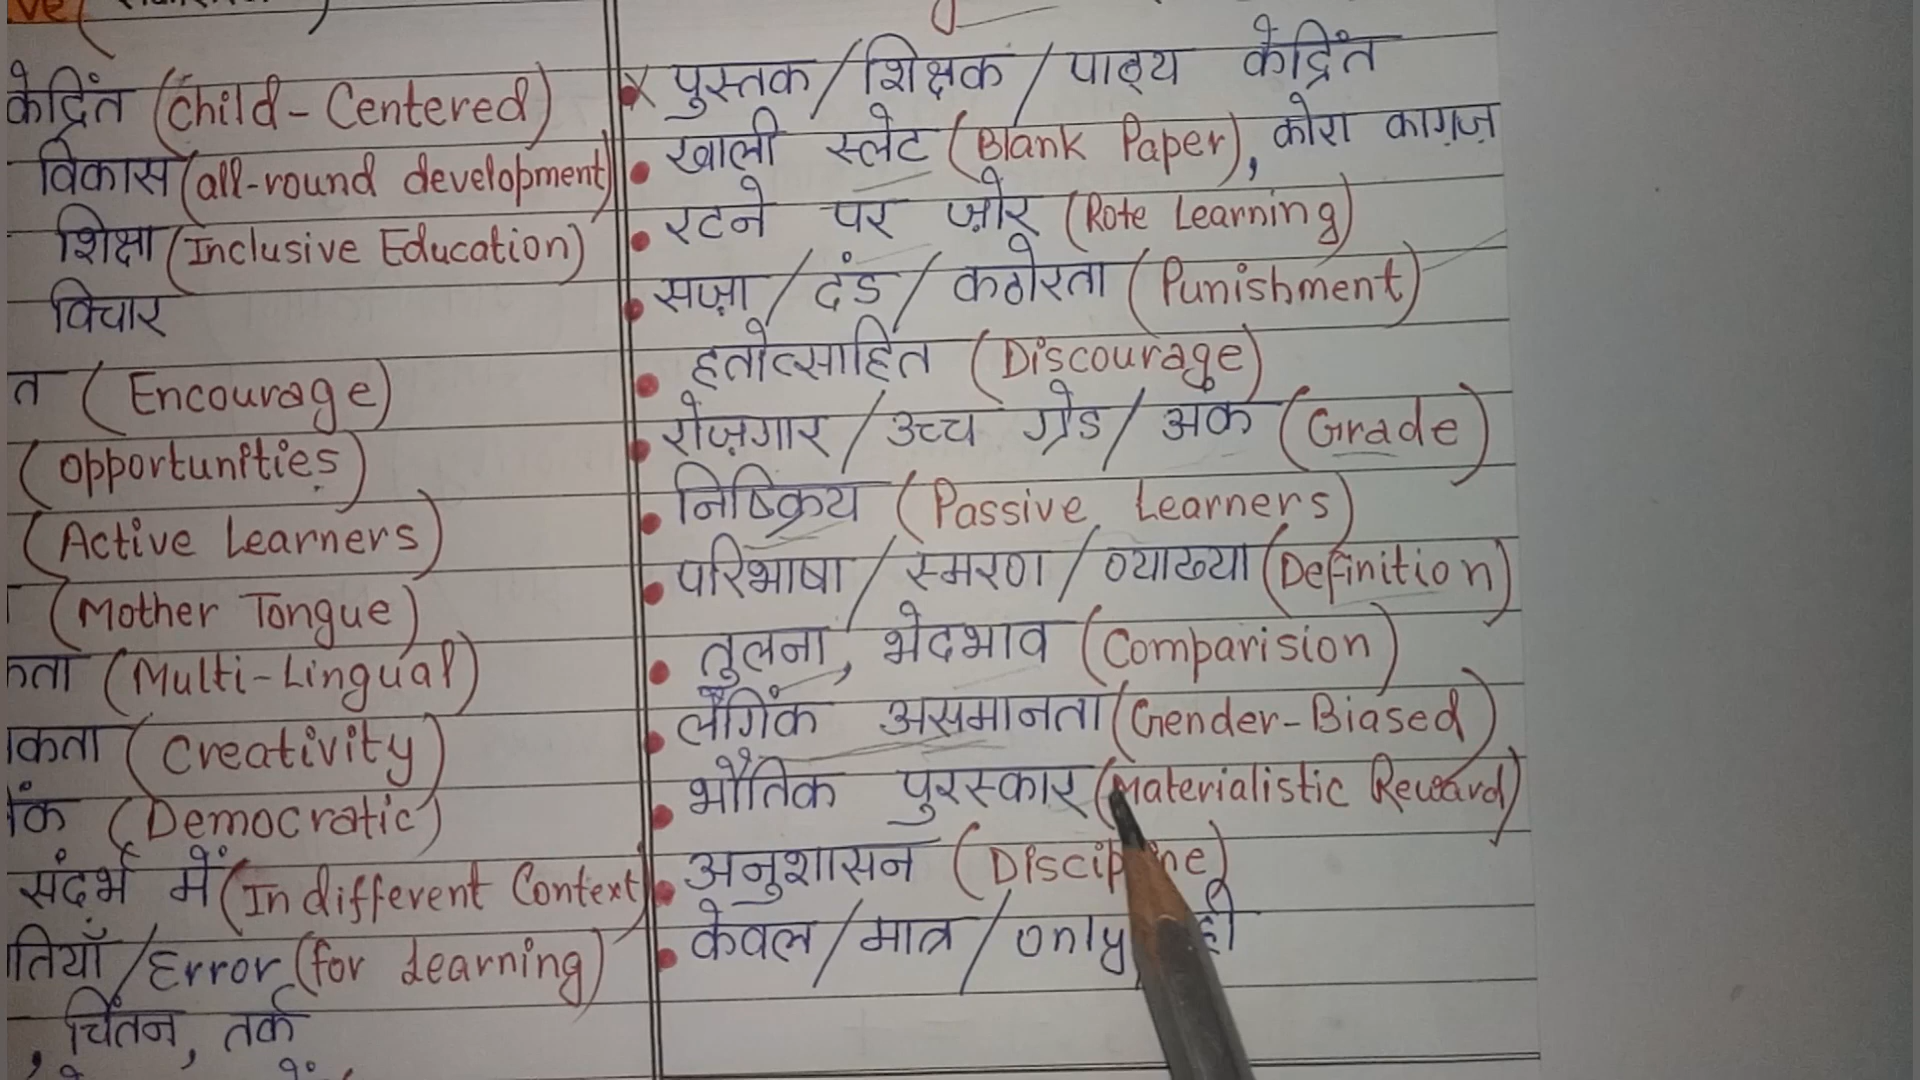 केंद्रित (Child-Centered)
विकास (all-round development)
शिक्षा (Inclusive Education)
विचार
त (Encourage)
(Opportunities)
(Active Learners)
(Mother Tongue)
कता (Multi-Lingual)
कता (Creativity)
(Democratic)
संदर्भ में (In different Context)
तियाँ / Error (for Learning)
, चिंतन, तर्क
x पुस्तक / शिक्षक / पाठ्य केंद्रित
• खाली स्लेट (Blank Paper), कोरा काग़ज़
• रटने पर ज़ोर (Rote Learning)
• सज़ा / दंड / कठोरता (Punishment)
• हतोत्साहित (Discourage)
• रोज़गार / उच्च ग्रेड / अंक (Grade)
• निष्क्रिय (Passive Learners)
• परिभाषा / स्मरण / व्याख्या (Definition)
• तुलना, भेदभाव (Comparision)
• लैंगिक असमानता (Gender-Biased)
• भौतिक पुरस्कार (Materialistic Reward)
• अनुशासन
• केवल / मात्र / only ही